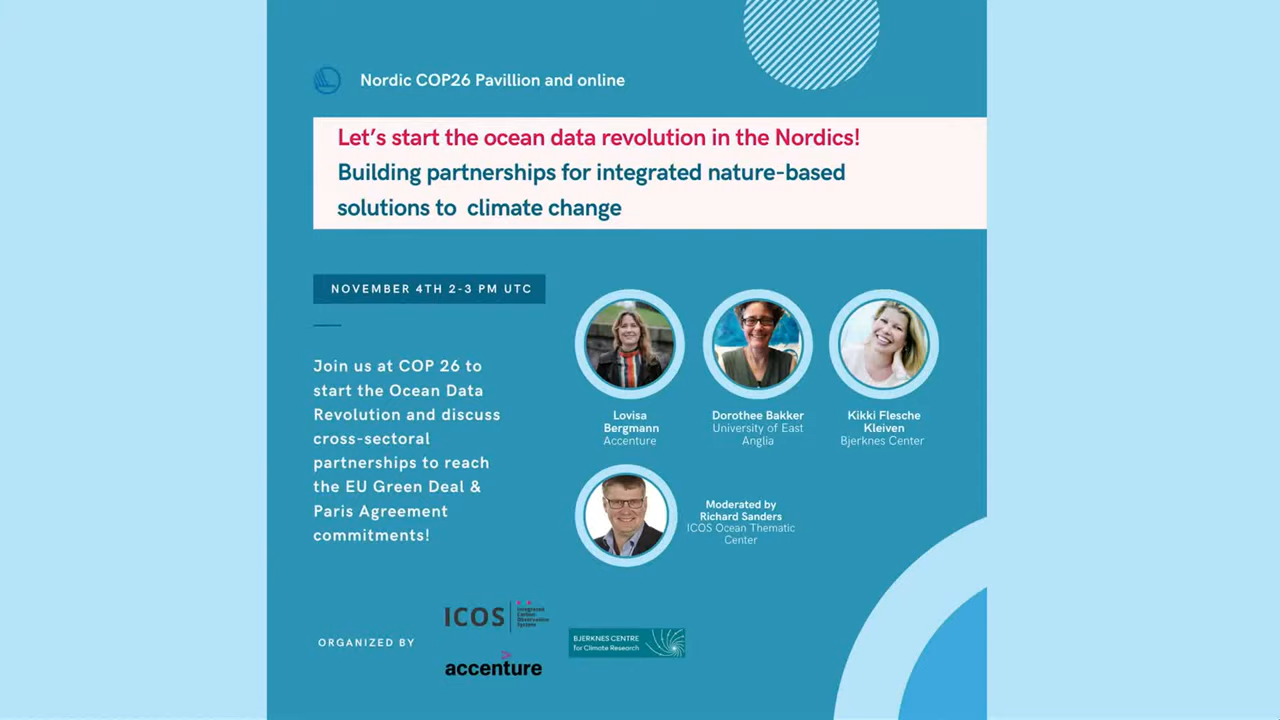 Nordic COP26 Pavillion and online
Let's start the ocean data revolution in the Nordics!
Building partnerships for integrated nature-based
solutions to climate change
NOVEMBER 4TH 2-3 PM UTC
Join us at COP 26 to
start the Ocean Data
Revolution and discuss
cross-sectoral
partnerships to reach
the EU Green Deal &
Paris Agreement
commitments!
Lovisa
Bergmann
Accenture
Dorothee Bakker
University of East
Anglia
Kikki Flesche
Kleiven
Bjerknes Center
Moderated by
Richard Sanders
ICOS Ocean Thematic
Center
ORGANIZED BY
ICOS
Integrated
Carbon
Observation
System
accenture
BJERKNES CENTRE
for Climate Research